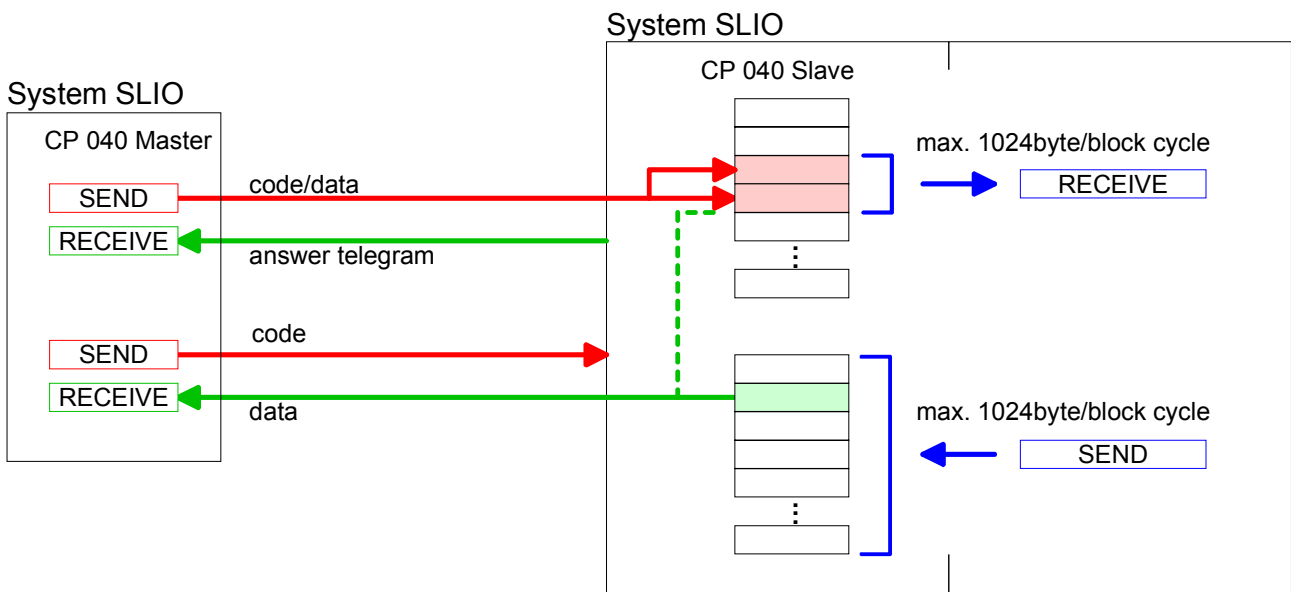 System SLIO
System SLIO
CP 040 Slave
CP 040 Master
max. 1024byte/block cycle
SEND
code/data
RECEIVE
RECEIVE
answer telegram
code
SEND
RECEIVE
data
max. 1024byte/block cycle
SEND